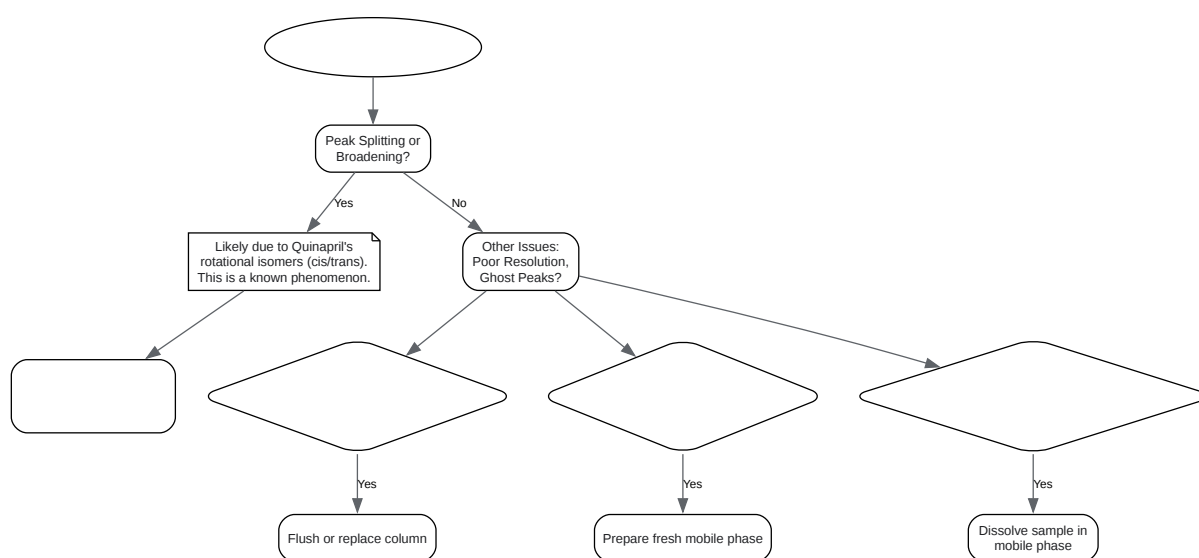 Peak Splitting or
Broadening?
Yes
No
Likely due to Quinapril's
rotational isomers (cis/trans).
This is a known phenomenon.
Other Issues:
Poor Resolution,
Ghost Peaks?
Yes
Yes
Yes
Flush or replace column
Prepare fresh mobile phase
Dissolve sample in
mobile phase